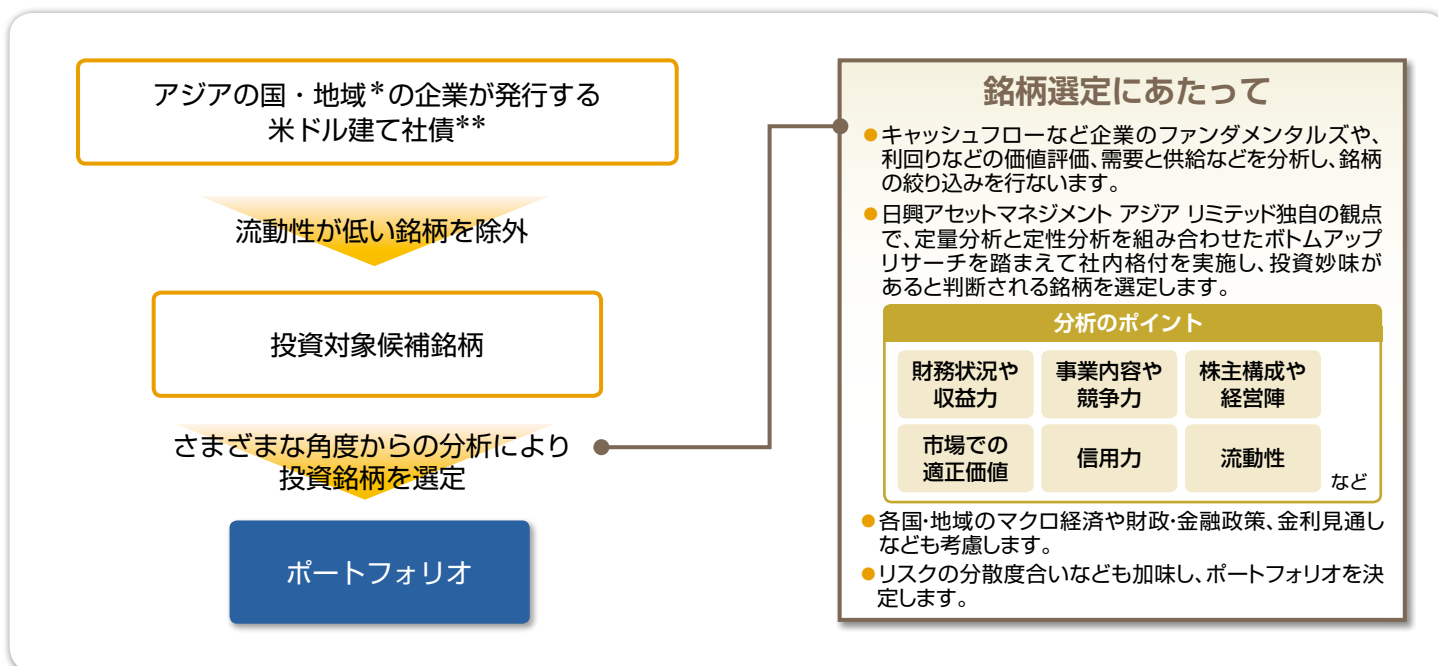 アジアの国・地域＊の企業が発行する
米ドル建て社債＊＊
流動性が低い銘柄を除外
投資対象候補銘柄
さまざまな角度からの分析により
投資銘柄を選定
ポートフォリオ
銘柄選定にあたって
●キャッシュフローなど企業のファンダメンタルズや、
利回りなどの価値評価、需要と供給などを分析し、銘柄
の絞り込みを行ないます。
●日興アセットマネジメント アジア リミテッド独自の観点
で、定量分析と定性分析を組み合わせたボトムアップ
リサーチを踏まえて社内格付を実施し、投資妙味が
あると判断される銘柄を選定します。
分析のポイント
財務状況や
収益力
事業内容や
競争力
株主構成や
経営陣
市場での
適正価値
信用力
流動性
など
●各国・地域のマクロ経済や財政・金融政策、金利見通し
なども考慮します。
●リスクの分散度合いなども加味し、ポートフォリオを決
定します。